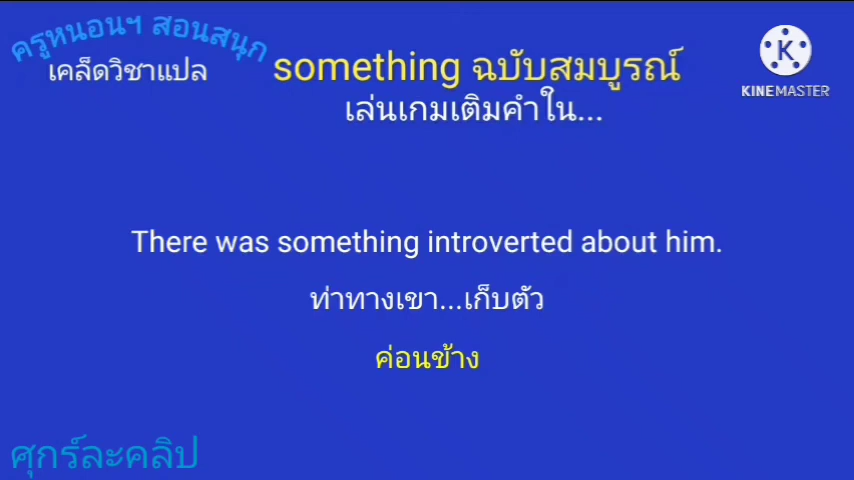 ครูหนอนฯ สอนสนุก
เคล็ดวิชาแปล
something ฉบับสมบูรณ์
เล่นเกมเติมคำใน...
KINEMASTER
There was something introverted about him.
ท่าทางเขา...เก็บตัว
ค่อนข้าง
ศุกร์ละคลิป